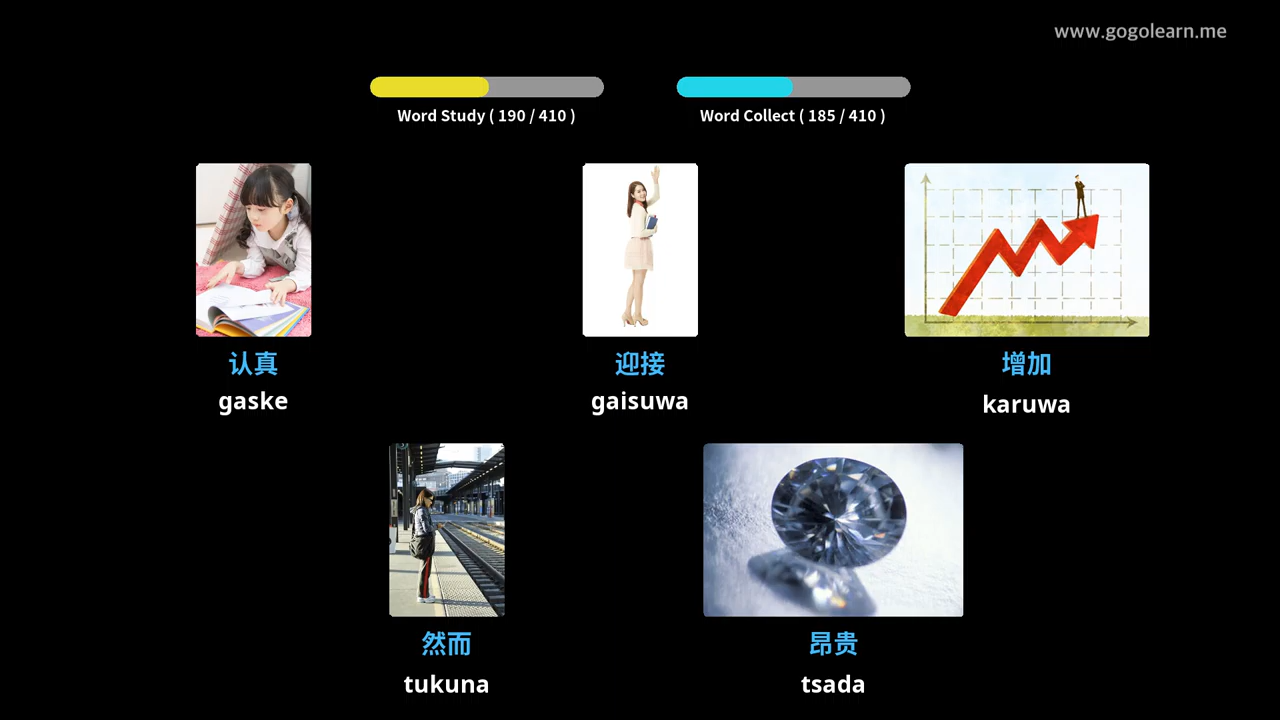 www.gogolearn.me
Word Study ( 190 / 410 )
Word Collect ( 185 / 410 )
认真
gaske
迎接
gaisuwa
增加
karuwa
然而
tukuna
昂贵
tsada